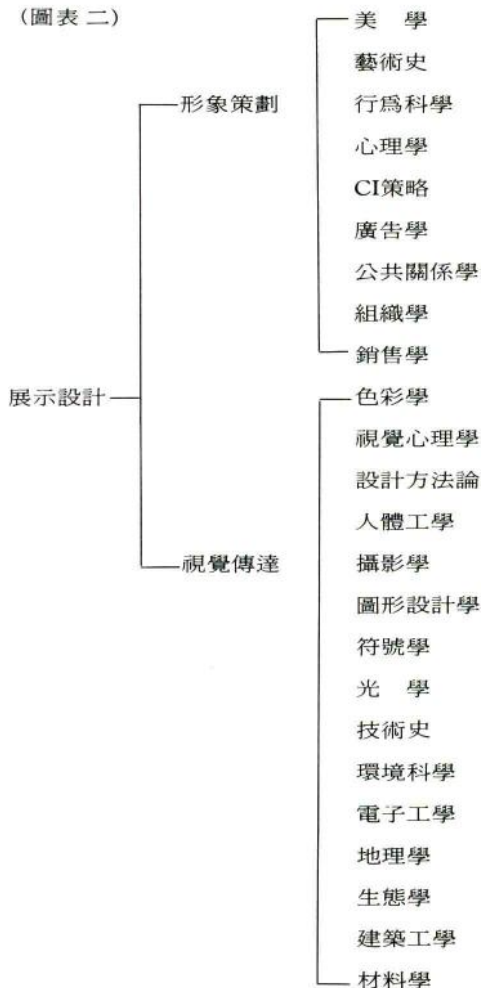 (圖表 二)
美 學
藝術史
形象策劃
行爲科學
心理學
CI策略
廣告學
公共關係學
組織學
銷售學
展示設計
色彩學
視覺心理學
設計方法論
人體工學
視覺傳達
攝影學
圖形設計學
符號學
光 學
技術史
環境科學
電子工學
地理學
生態學
建築工學
材料學